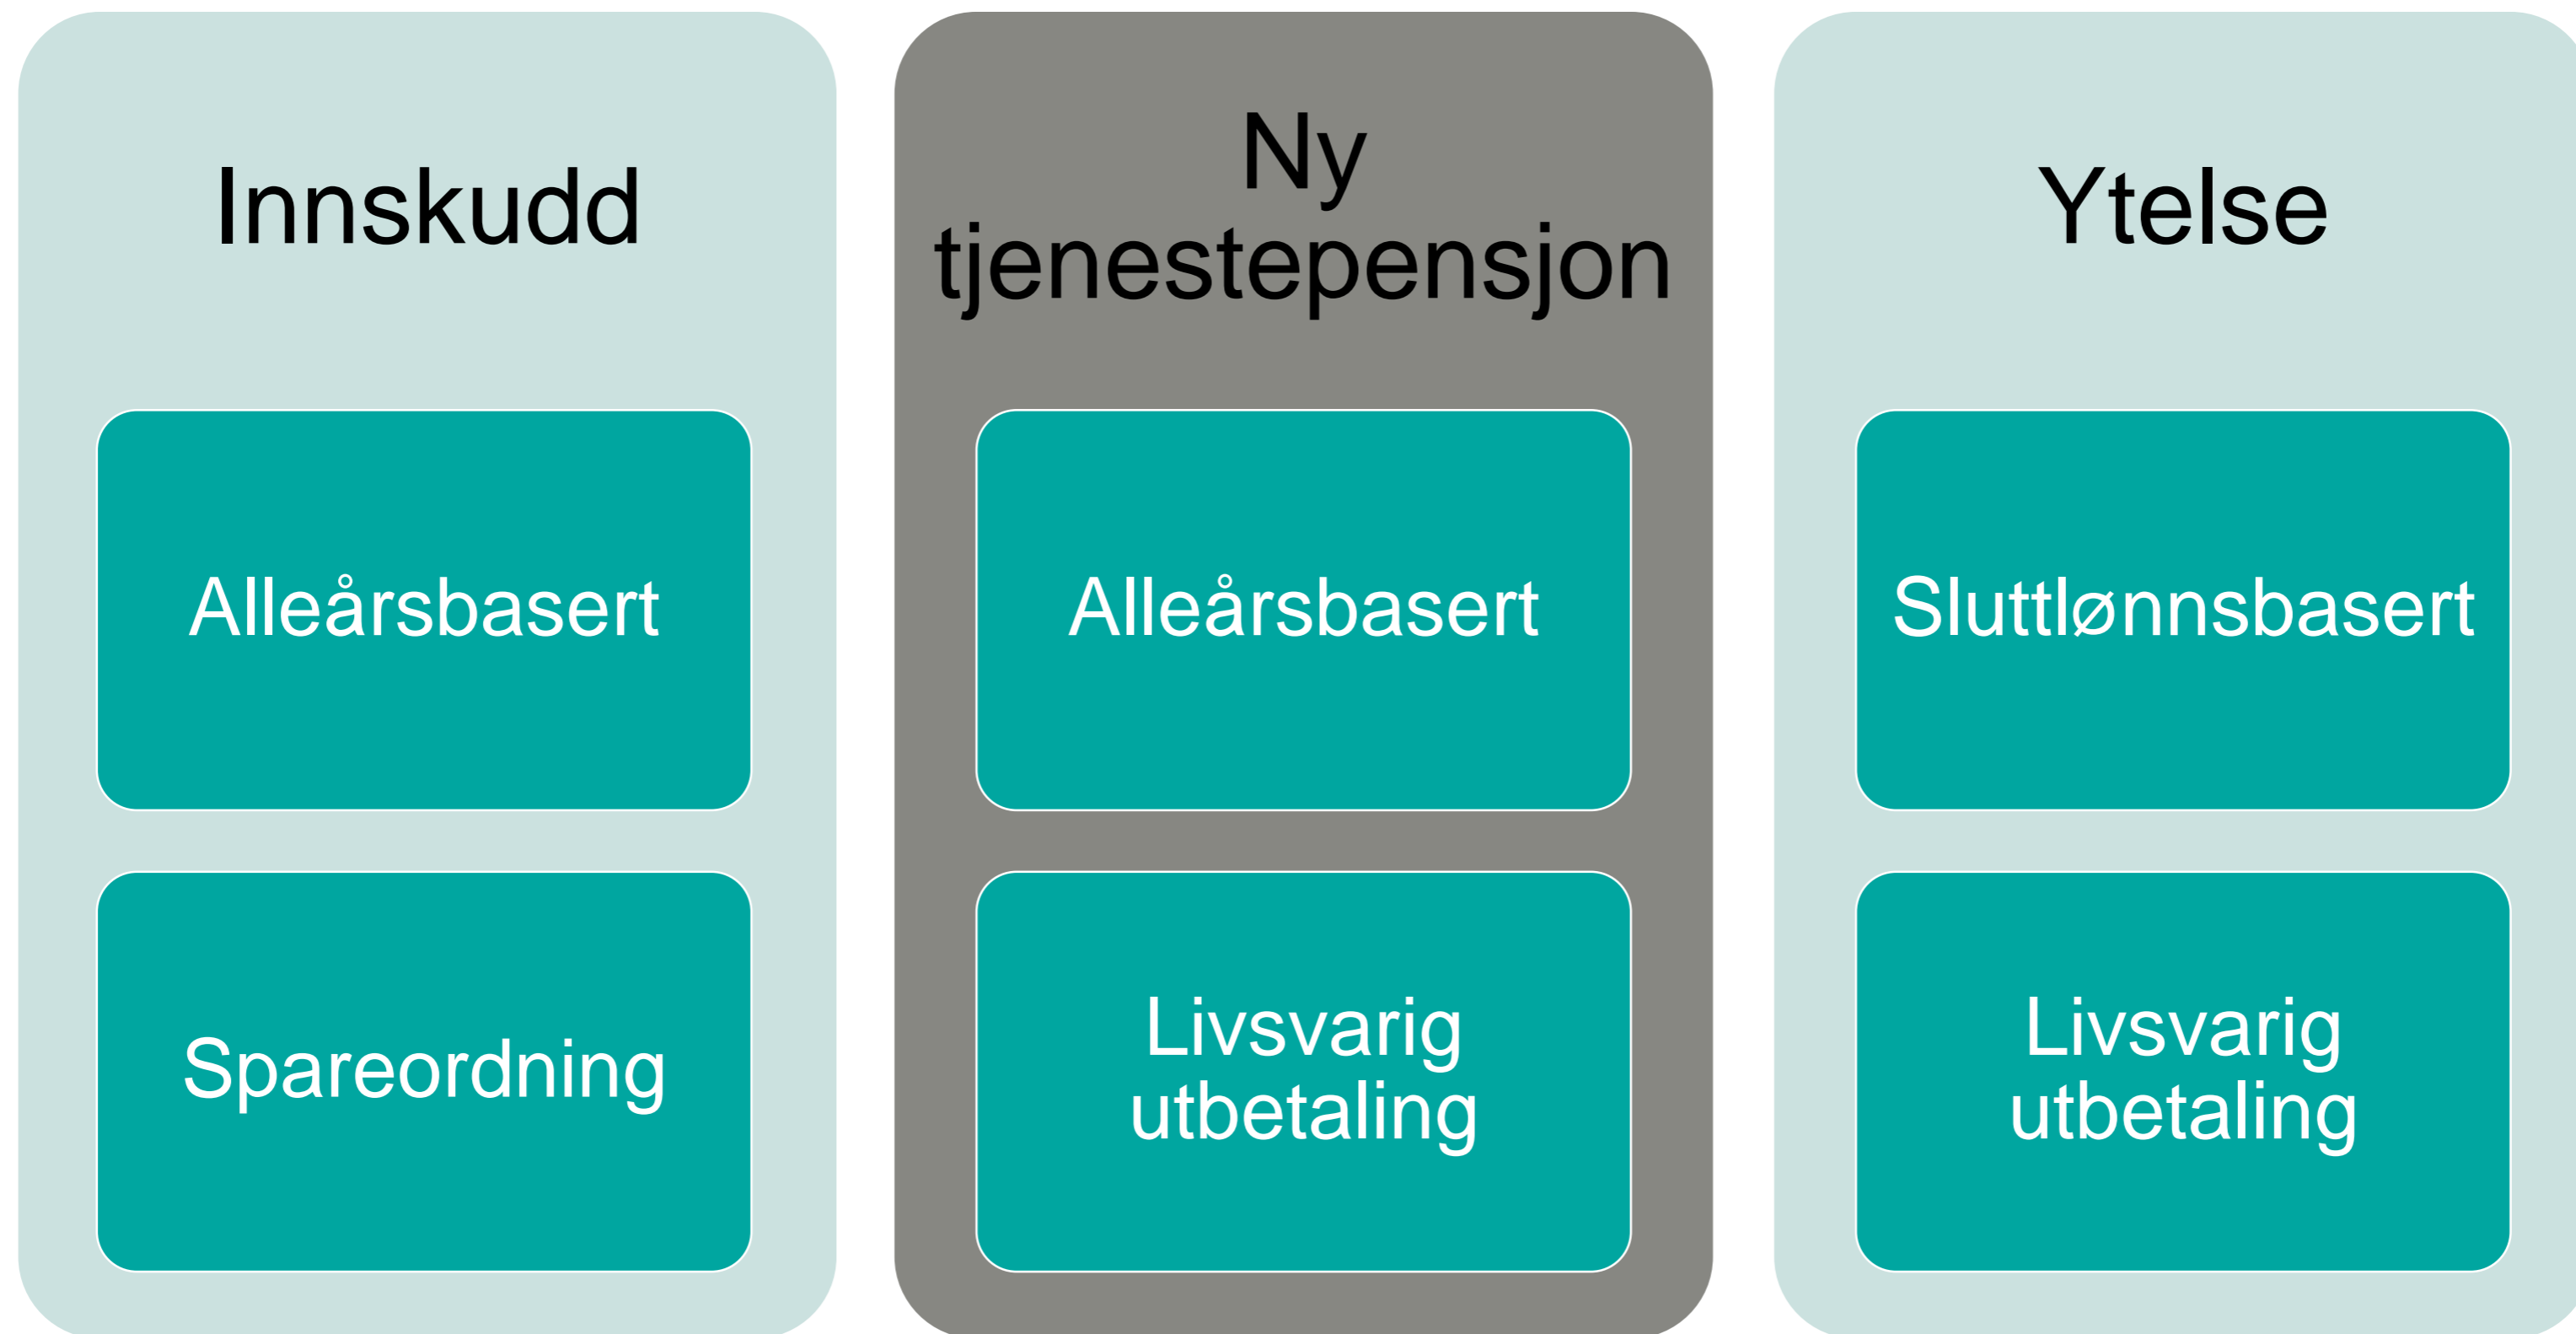 Innskudd
Alleårsbasert
Spareordning
Ny
tjenestepensjon
Alleårsbasert
Livsvarig
utbetaling
Ytelse
Sluttlønnsbasert
Livsvarig
utbetaling